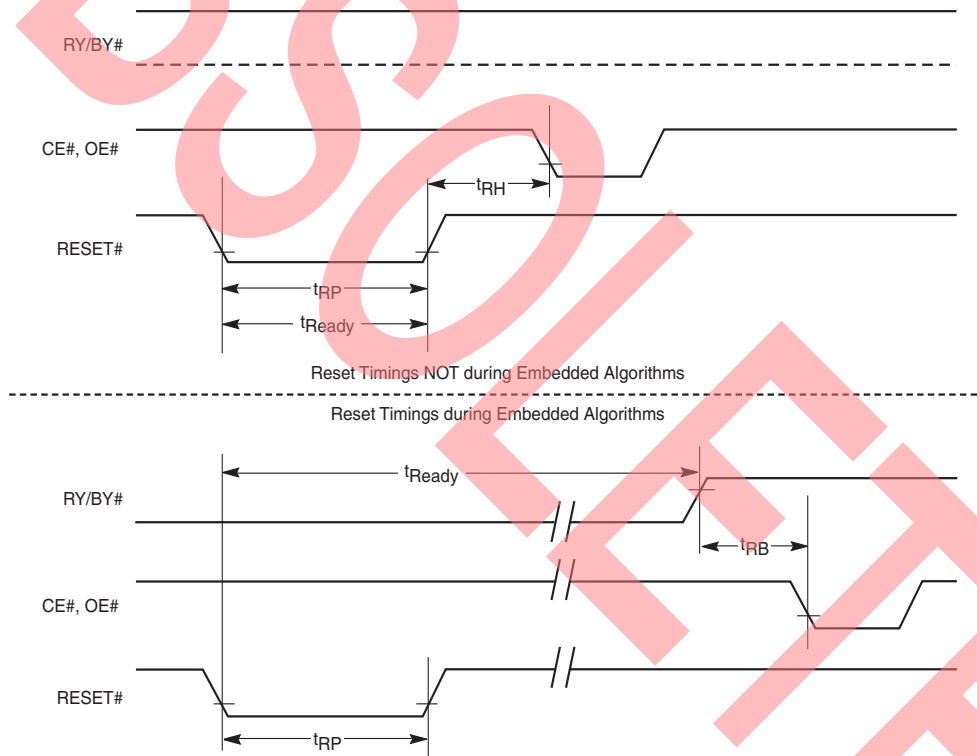 RY/BY#
CE#, OE#
tRH
RESET#
tRP
tReady
Reset Timings NOT during Embedded Algorithms
Reset Timings during Embedded Algorithms
tReady
RY/BY#
tRB
CE#, OE#
RESET#
tRP